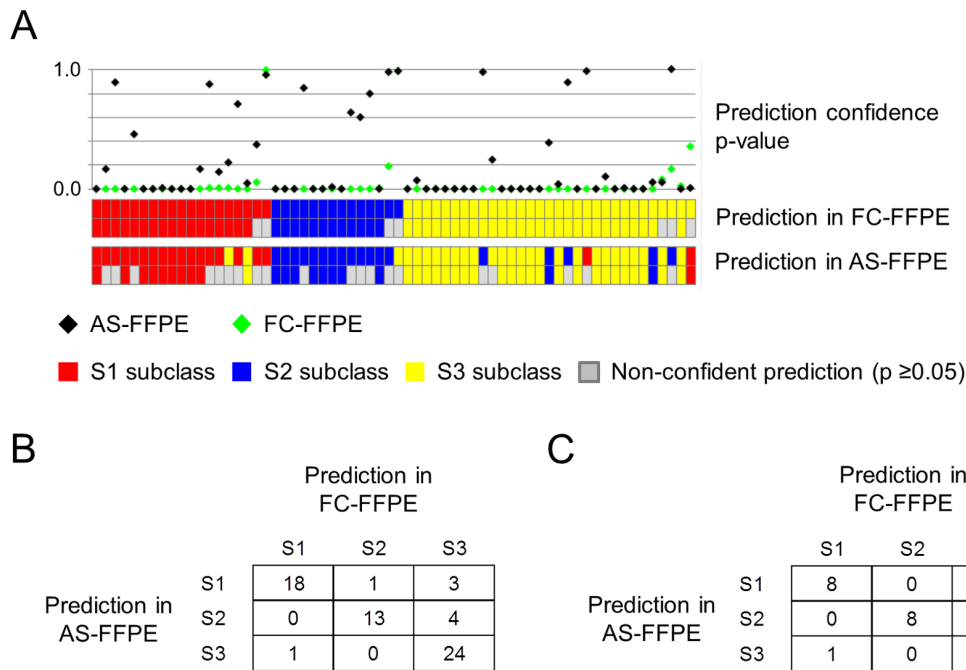 A
1.0
0.0
Prediction confidence
p-value
Prediction in FC-FFPE
Prediction in AS-FFPE
AS-FFPE FC-FFPE
S1 subclass S2 subclass S3 subclass Non-confident prediction (p ≥0.05)
B
Prediction in
FC-FFPE
S1 S2 S3
Prediction in
AS-FFPE
S1 18 1 3
S2 0 13 4
S3 1 0 24
C
Prediction in
FC-FFPE
S1 S2
Prediction in
AS-FFPE
S1 8 0
S2 0 8
S3 1 0